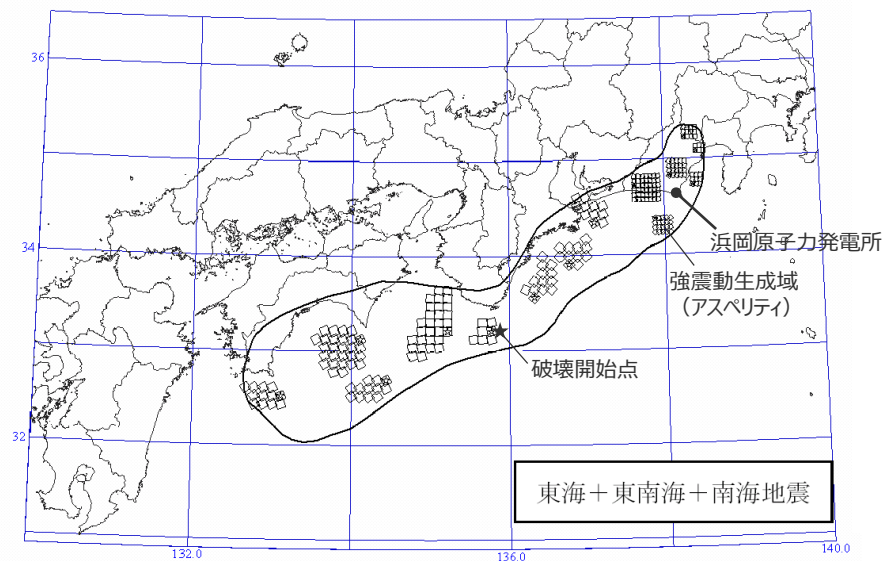 36
浜岡原子力発電所
34
強震動生成域
（アスペリティ）
破壊開始点
32
東海＋東南海＋南海地震
132.0
136.0
140.0